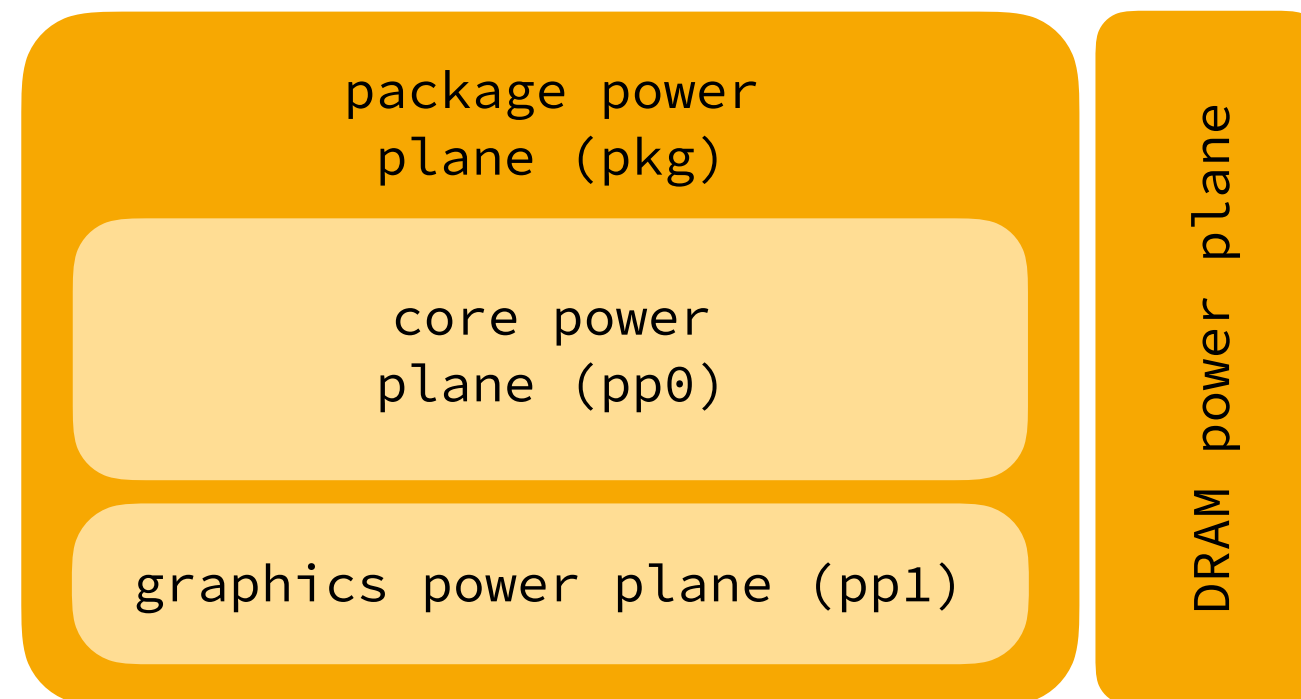 package power
plane (pkg)
core power
plane (pp0)
graphics power plane (pp1)
DRAM power plane